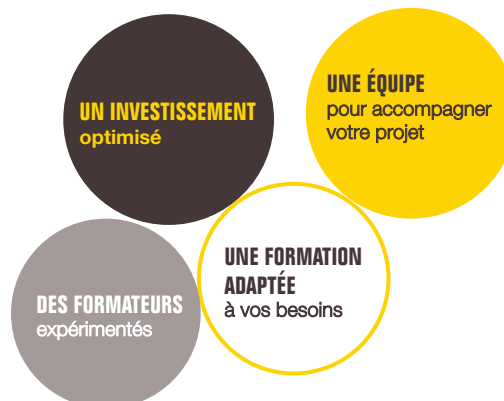 UN INVESTISSEMENT
optimisé
UNE ÉQUIPE
pour accompagner
votre projet
DES FORMATEURS
expérimentés
UNE FORMATION
ADAPTÉE
à vos besoins